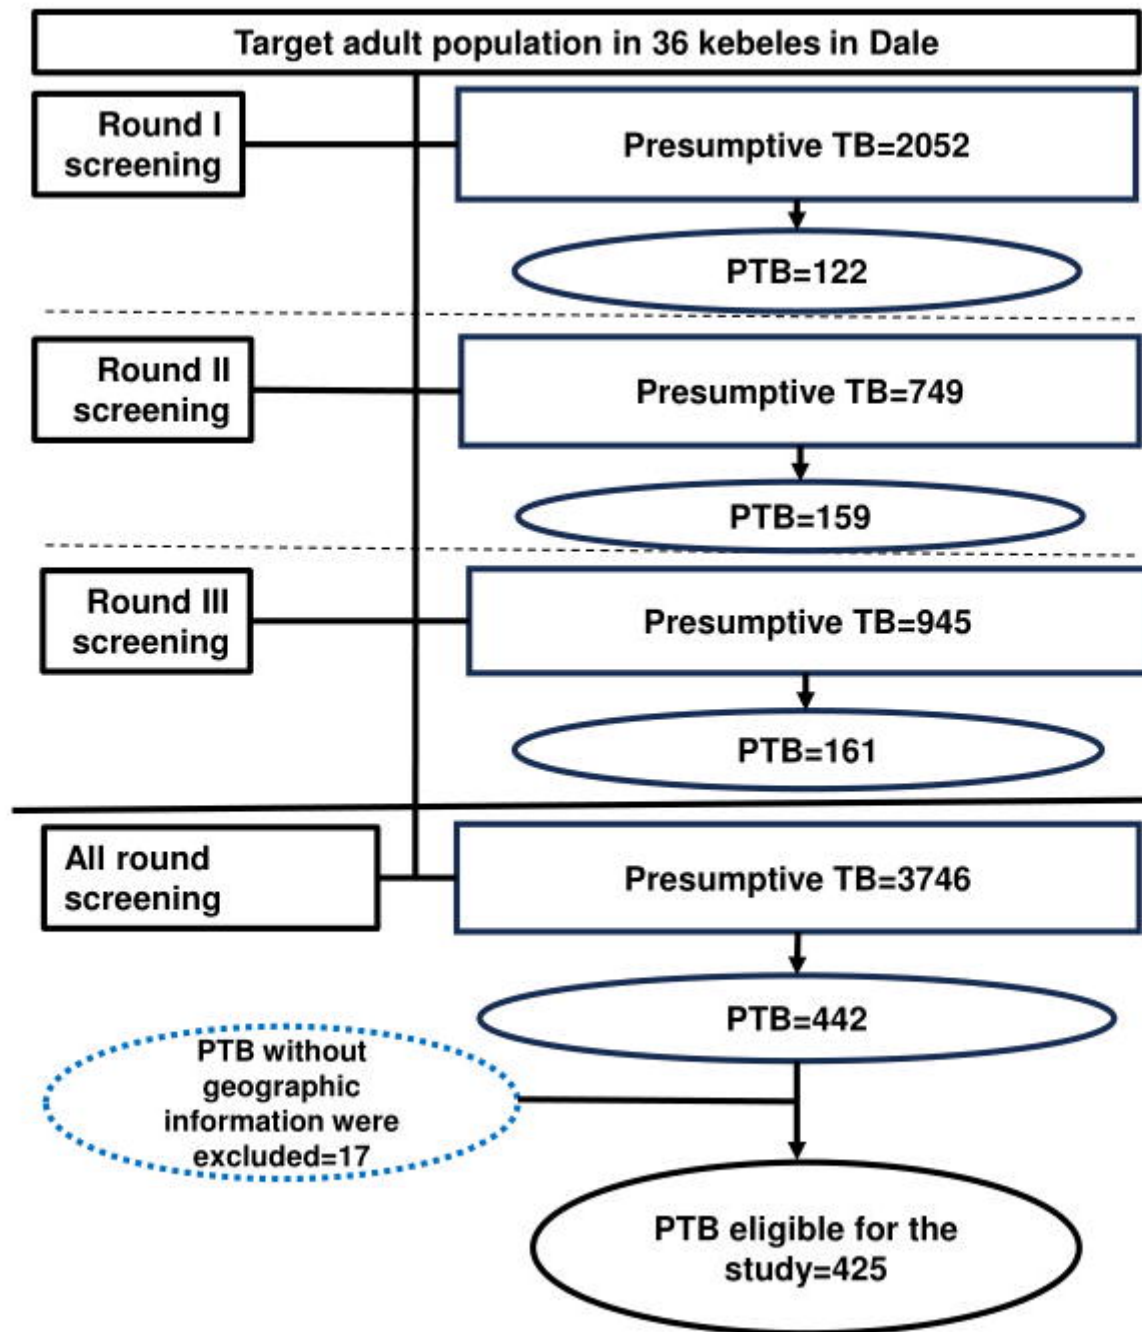 Target adult population in 36 kebeles in Dale
Round I
screening
Presumptive TB=2052
PTB=122
Round II
screening
Presumptive TB=749
PTB=159
Round III
screening
Presumptive TB=945
PTB=161
All round
screening
Presumptive TB=3746
PTB=442
PTB without
geographic
information were
excluded=17
PTB eligible for the
study=425